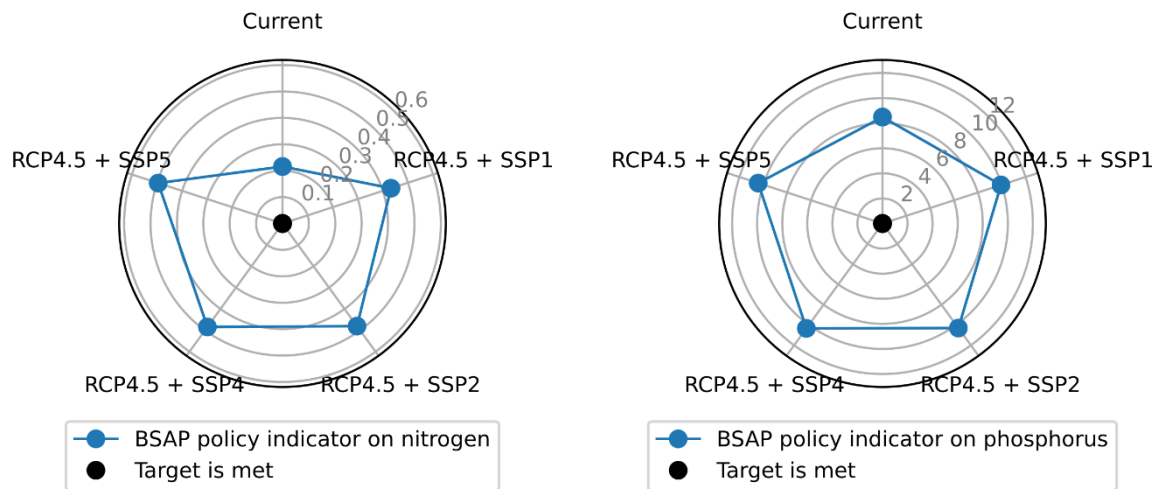 Current
0.6
0.5
0.4
0.3
0.2
0.1
RCP4.5 + SSP5
RCP4.5 + SSP1
RCP4.5 + SSP4
RCP4.5 + SSP2
BSAP policy indicator on nitrogen
Target is met
Current
12
10
8
6
4
2
RCP4.5 + SSP5
RCP4.5 + SSP1
RCP4.5 + SSP4
RCP4.5 + SSP2
BSAP policy indicator on phosphorus
Target is met